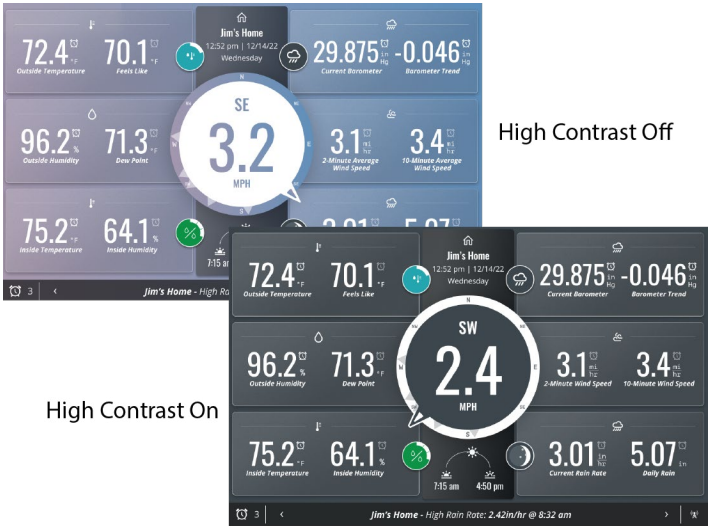 Jim's Home
12:52 pm | 12/14/22
Wednesday
72.4 °F 70.1 °F
Outside Temperature Feels Like
29.875 in Hg -0.046 in Hg
Current Barometer Barometer Trend
N
SE
3.2
MPH
W E
S
96.2 % 71.3 °F
Outside Humidity Dew Point
3.1 mi hr 3.4 mi hr
2-Minute Average Wind Speed
10-Minute Average Wind Speed
75.2 °F 64.1 %
Inside Temperature Inside Humidity
3.01 5.07
7:15 am
3 ‹ Jim's Home - High Ra
High Contrast Off
High Contrast On
Jim's Home
12:52 pm | 12/14/22
Wednesday
72.4 °F 70.1 °F
Outside Temperature Feels Like
29.875 in Hg -0.046 in Hg
Current Barometer Barometer Trend
N
SW
2.4
MPH
W E
S
96.2 % 71.3 °F
Outside Humidity Dew Point
3.1 mi hr 3.4 mi hr
2-Minute Wind Speed 10-Minute Wind Speed
75.2 °F 64.1 %
Inside Temperature Inside Humidity
3.01 in hr 5.07 in
Current Rain Rate Daily Rain
7:15 am 4:50 pm
3 ‹ Jim's Home - High Rain Rate: 2.42in/hr @ 8:32 am ›